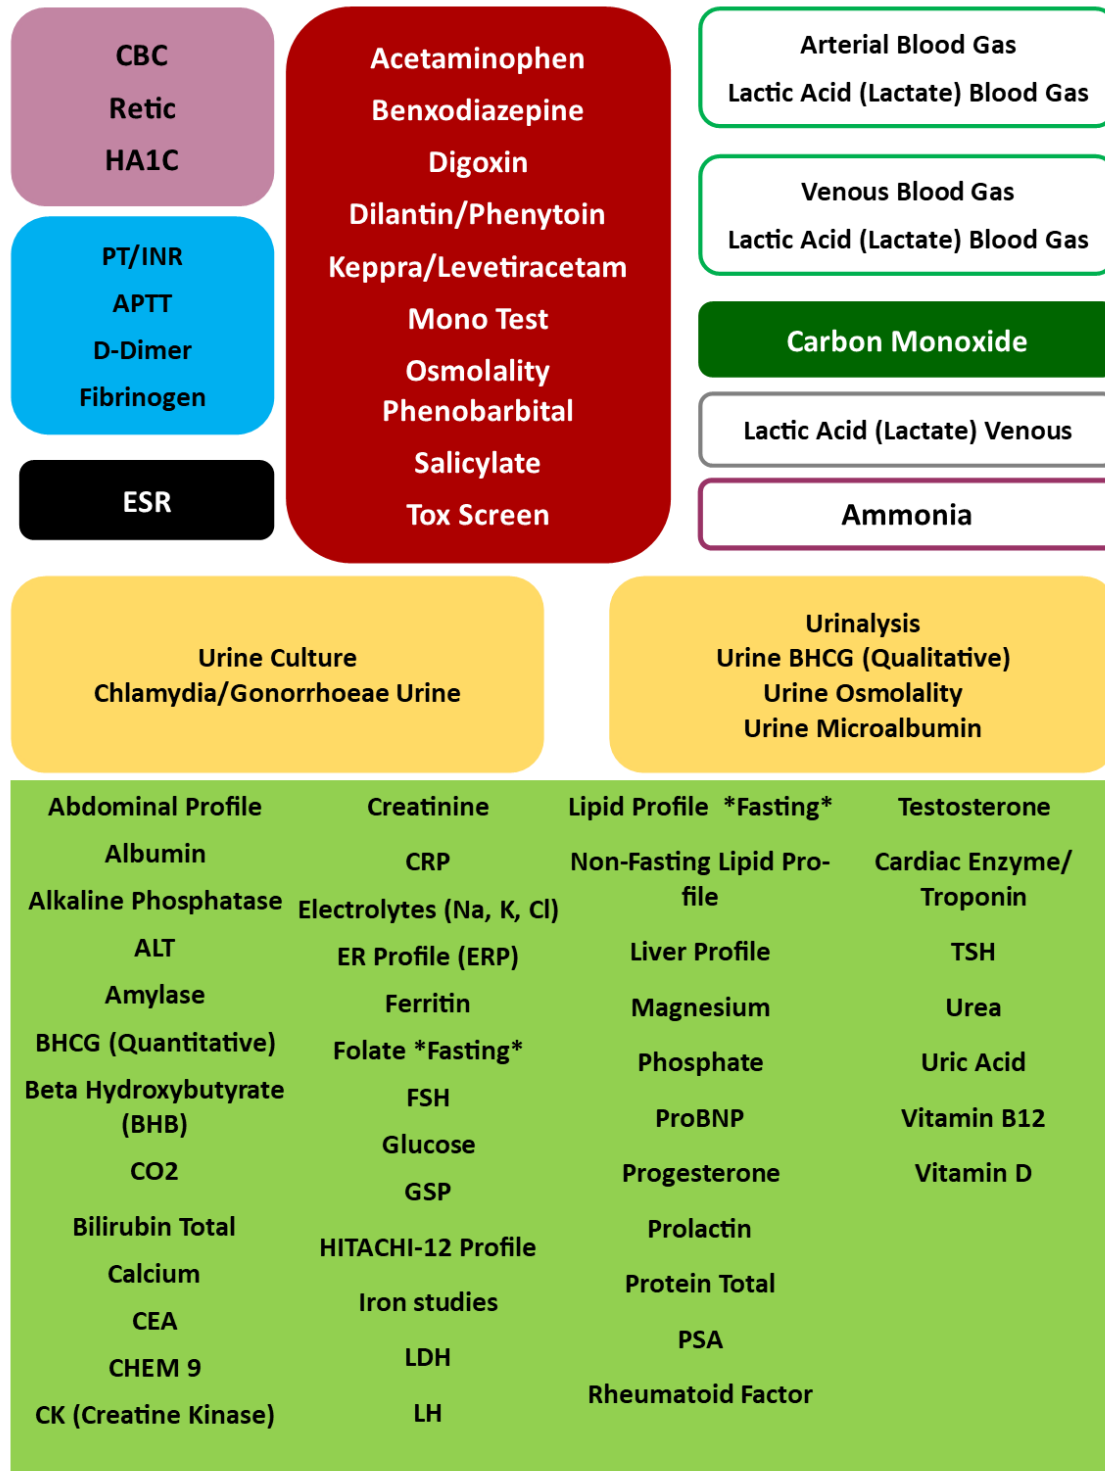 CBC
Retic
HA1C
PT/INR
APTT
D-Dimer
Fibrinogen
ESR
Acetaminophen
Benxodiazepine
Digoxin
Dilantin/Phenytoin
Keppra/Levetiracetam
Mono Test
Osmolality
Phenobarbital
Salicylate
Tox Screen
Arterial Blood Gas
Lactic Acid (Lactate) Blood Gas
Venous Blood Gas
Lactic Acid (Lactate) Blood Gas
Carbon Monoxide
Lactic Acid (Lactate) Venous
Ammonia
Urine Culture
Chlamydia/Gonorrhoeae Urine
Urinalysis
Urine BHCG (Qualitative)
Urine Osmolality
Urine Microalbumin
Abdominal Profile
Albumin
Alkaline Phosphatase
ALT
Amylase
BHCG (Quantitative)
Beta Hydroxybutyrate
(BHB)
CO2
Bilirubin Total
Calcium
CEA
CHEM 9
CK (Creatine Kinase)
Creatinine
CRP
Electrolytes (Na, K, Cl)
ER Profile (ERP)
Ferritin
Folate *Fasting*
FSH
Glucose
GSP
HITACHI-12 Profile
Iron studies
LDH
LH
Lipid Profile *Fasting*
Non-Fasting Lipid Pro-
file
Liver Profile
Magnesium
Phosphate
ProBNP
Progesterone
Prolactin
Protein Total
PSA
Rheumatoid Factor
Testosterone
Cardiac Enzyme/
Troponin
TSH
Urea
Uric Acid
Vitamin B12
Vitamin D